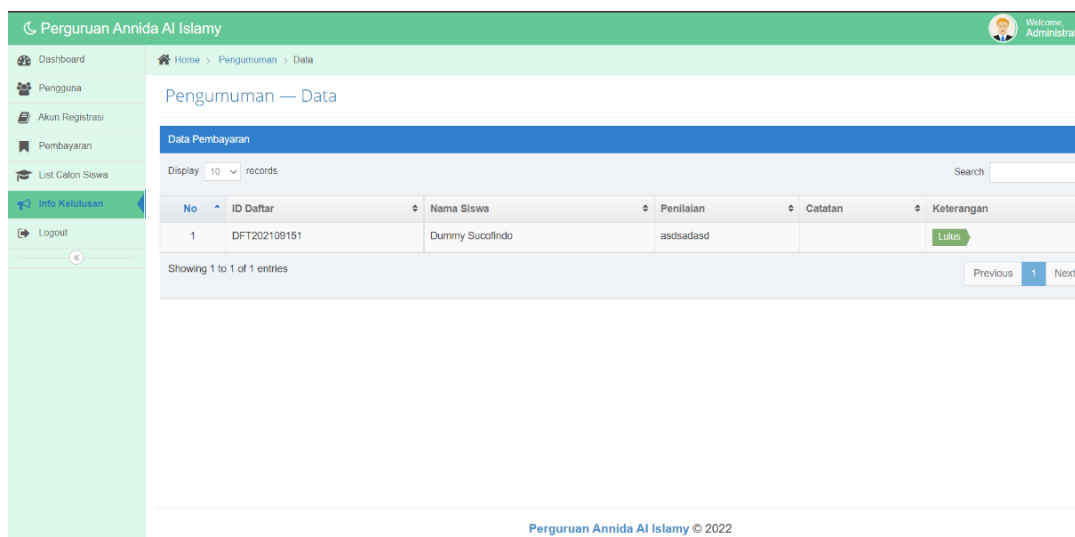 Perguruan Annida Al Islamy
Welcome,
Administra
Dashboard
Pengguna
Akun Registrasi
Pembayaran
List Calon Siswa
Info Kelulusan
Logout
Home > Pengumuman > Data
Pengumuman — Data
Data Pembayaran
Display 10 records
Search:
No ID Daftar Nama Siswa Penilaian Catatan Keterangan
1 DFT202109151 Dummy Sucofindo asdsadasd Lulus
Showing 1 to 1 of 1 entries
Previous 1 Next
Perguruan Annida Al Islamy © 2022